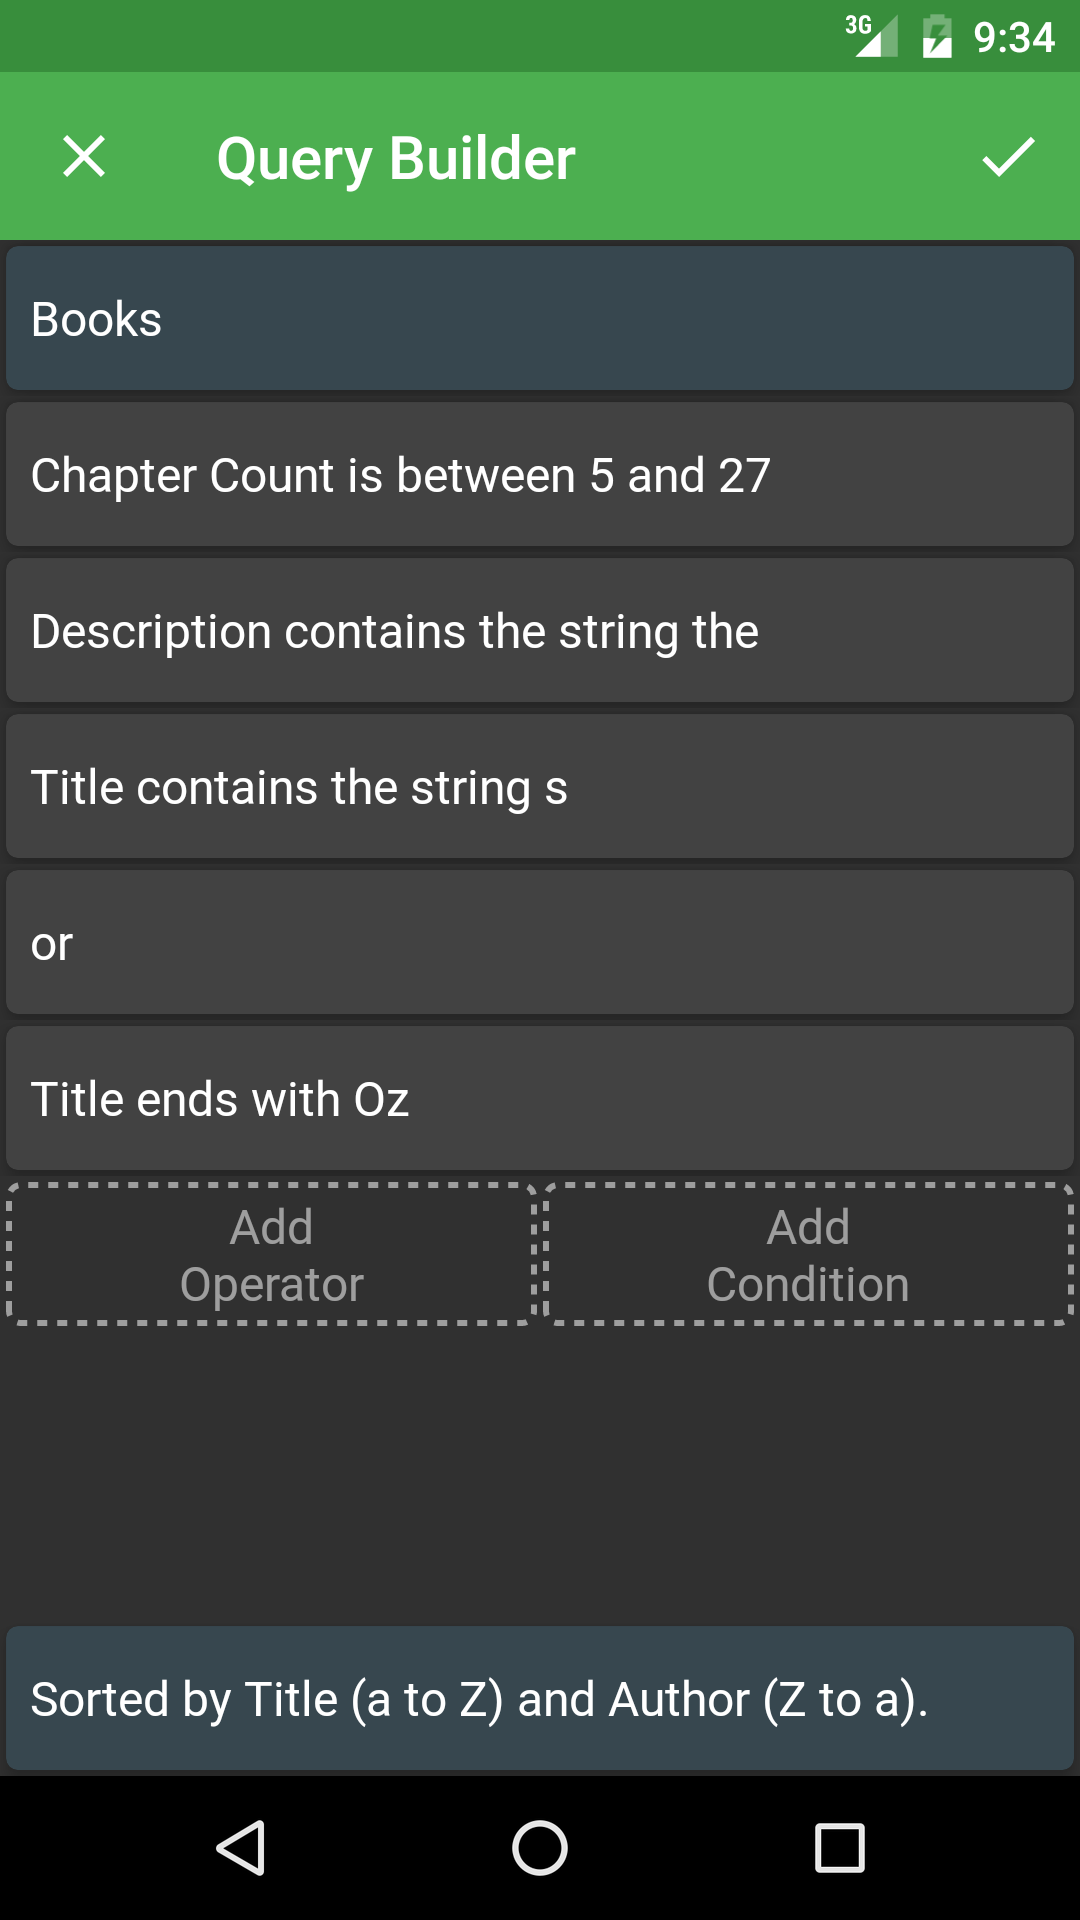 3G 9:34
Query Builder
Books
Chapter Count is between 5 and 27
Description contains the string the
Title contains the string s
or
Title ends with Oz
Add
Operator
Add
Condition
Sorted by Title (a to Z) and Author (Z to a).